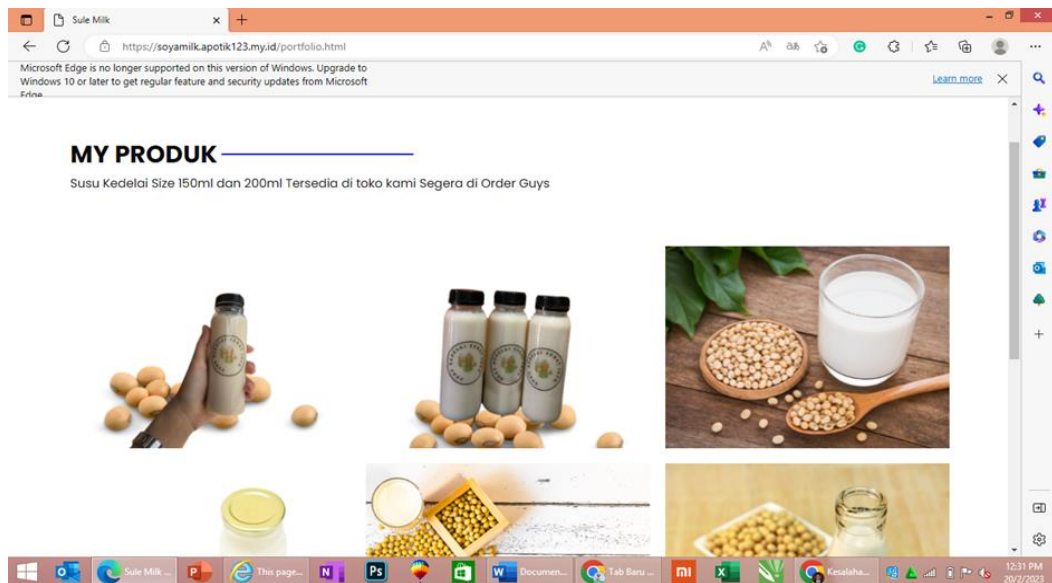 Sule Milk
https://soyamilk.apotik123.my.id/portfolio.html
Microsoft Edge is no longer supported on this version of Windows. Upgrade to
Windows 10 or later to get regular feature and security updates from Microsoft
Edge.
Learn more
MY PRODUK
Susu Kedelai Size 150ml dan 200ml Tersedia di toko kami Segera di Order Guys
Sule Milk ...
This page...
Documen...
Tab Baru ...
Kesalaha...
12:31 PM